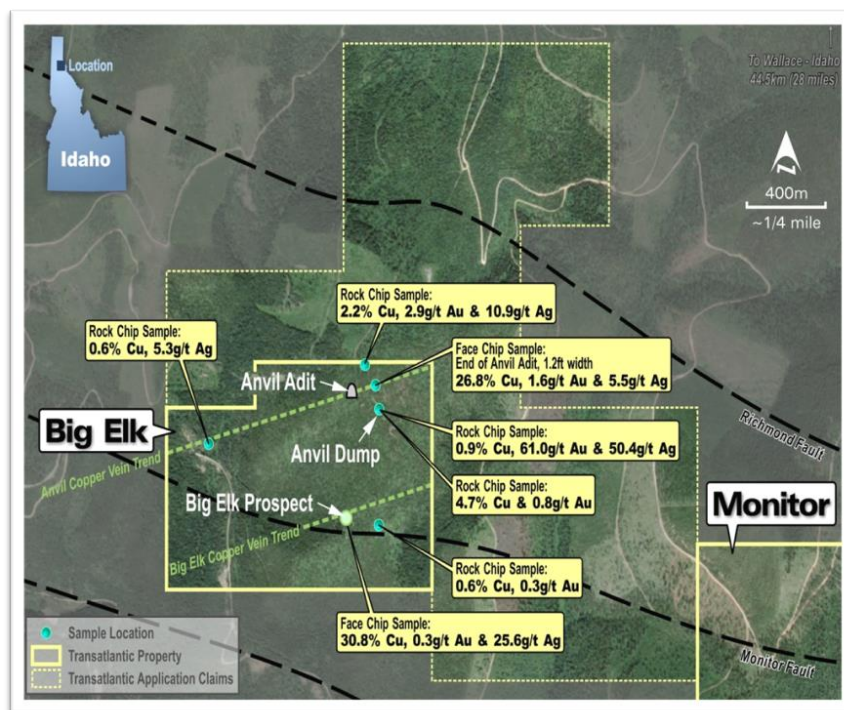 Location
Idaho
To Wallace - Idaho
44.5km (28 miles)
400m
~1/4 mile
Rock Chip Sample:
2.2% Cu, 2.9g/t Au & 10.9g/t Ag
Rock Chip Sample:
0.6% Cu, 5.3g/t Ag
Face Chip Sample:
End of Anvil Adit, 1.2ft width
26.8% Cu, 1.6g/t Au & 5.5g/t Ag
Anvil Adit
Big Elk
Anvil Dump
Rock Chip Sample:
0.9% Cu, 61.0g/t Au & 50.4g/t Ag
Richmond Fault
Anvil Copper Vein Trend
Rock Chip Sample:
4.7% Cu & 0.8g/t Au
Big Elk Prospect
Monitor
Big Elk Copper Vein Trend
Rock Chip Sample:
0.6% Cu, 0.3g/t Au
Face Chip Sample:
30.8% Cu, 0.3g/t Au & 25.6g/t Ag
Monitor Fault
Sample Location
Transatlantic Property
Transatlantic Application Claims